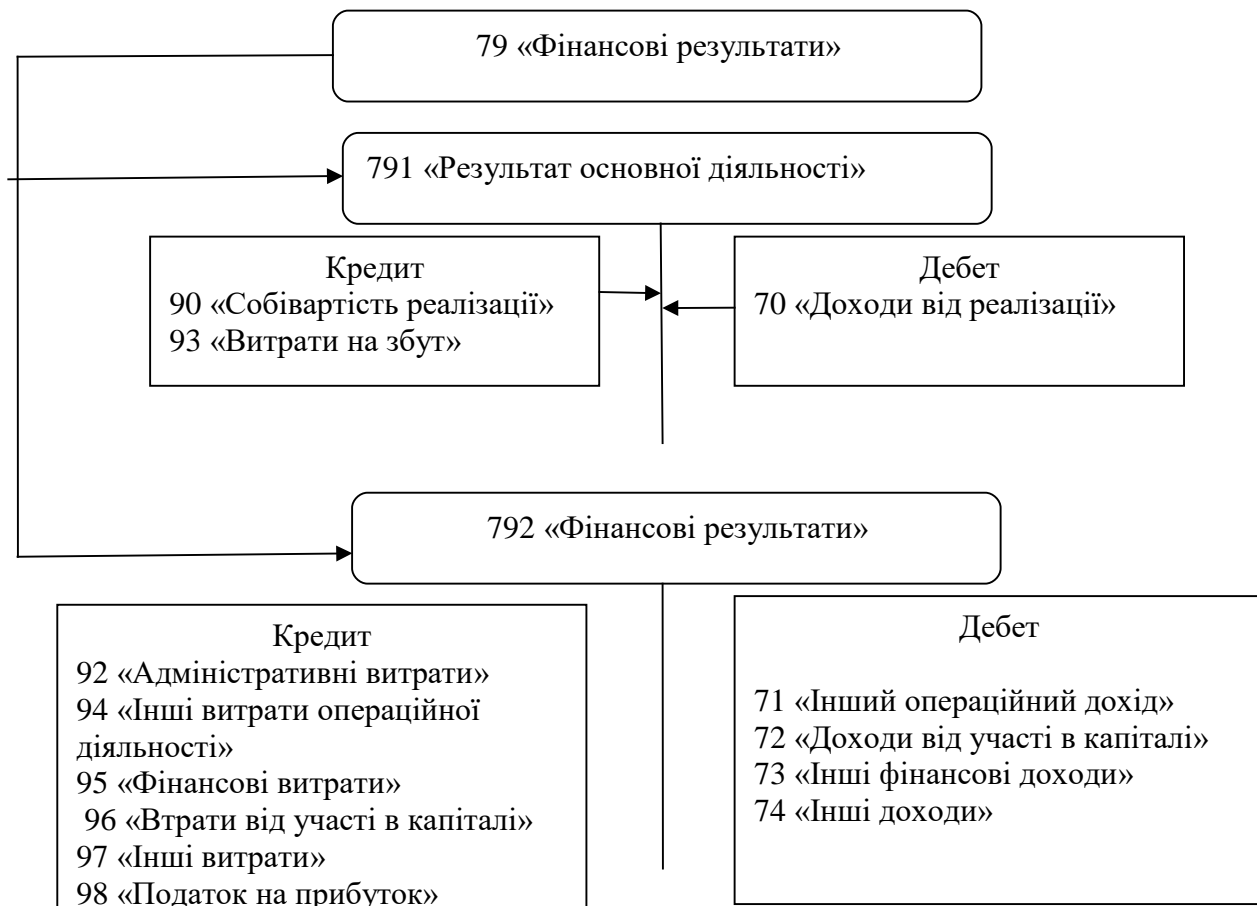 79 «Фінансові результати»
791 «Результат основної діяльності»
Кредит
90 «Собівартість реалізації»
93 «Витрати на збут»
Дебет
70 «Доходи від реалізації»
792 «Фінансові результати»
Кредит
92 «Адміністративні витрати»
94 «Інші витрати операційної
діяльності»
95 «Фінансові витрати»
96 «Втрати від участі в капіталі»
97 «Інші витрати»
98 «Податок на прибуток»
Дебет
71 «Інший операційний дохід»
72 «Доходи від участі в капіталі»
73 «Інші фінансові доходи»
74 «Інші доходи»